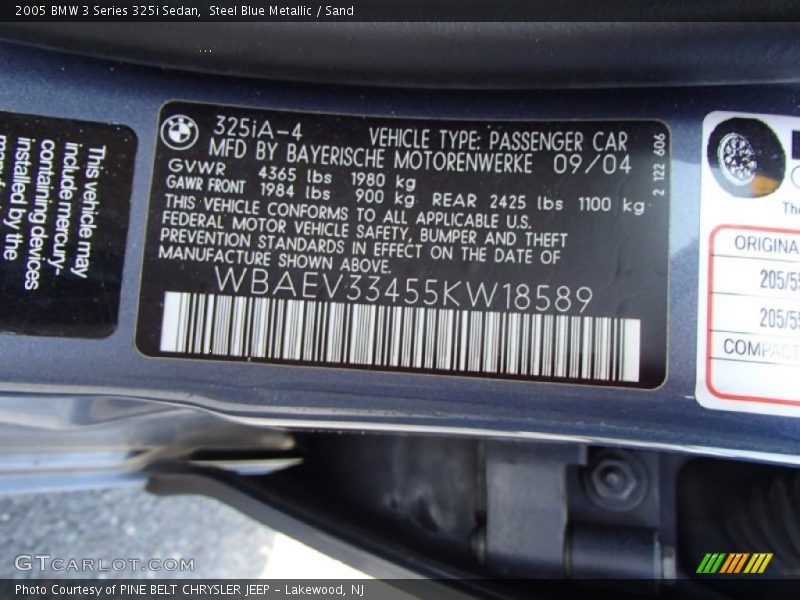 2005 BMW 3 Series 325i Sedan,  Steel Blue Metallic / Sand
This vehicle may
include mercury-
containing devices
installed by the
BMW
325iA-4 VEHICLE TYPE: PASSENGER CAR
MFD BY BAYERISCHE MOTORENWERKE 09/04
GVWR 4365 lbs 1980 kg
GAWR FRONT 1984 lbs 900 kg REAR 2425 lbs 1100 kg
THIS VEHICLE CONFORMS TO ALL APPLICABLE U.S.
FEDERAL MOTOR VEHICLE SAFETY, BUMPER AND THEFT
PREVENTION STANDARDS IN EFFECT ON THE DATE OF
MANUFACTURE SHOWN ABOVE.
WBAEV33455KW18589
2 122 606
The
ORIGINA
205/55
205/55
COMPACT
GTCARLOT.COM
Photo Courtesy of PINE BELT CHRYSLER JEEP - Lakewood, NJ